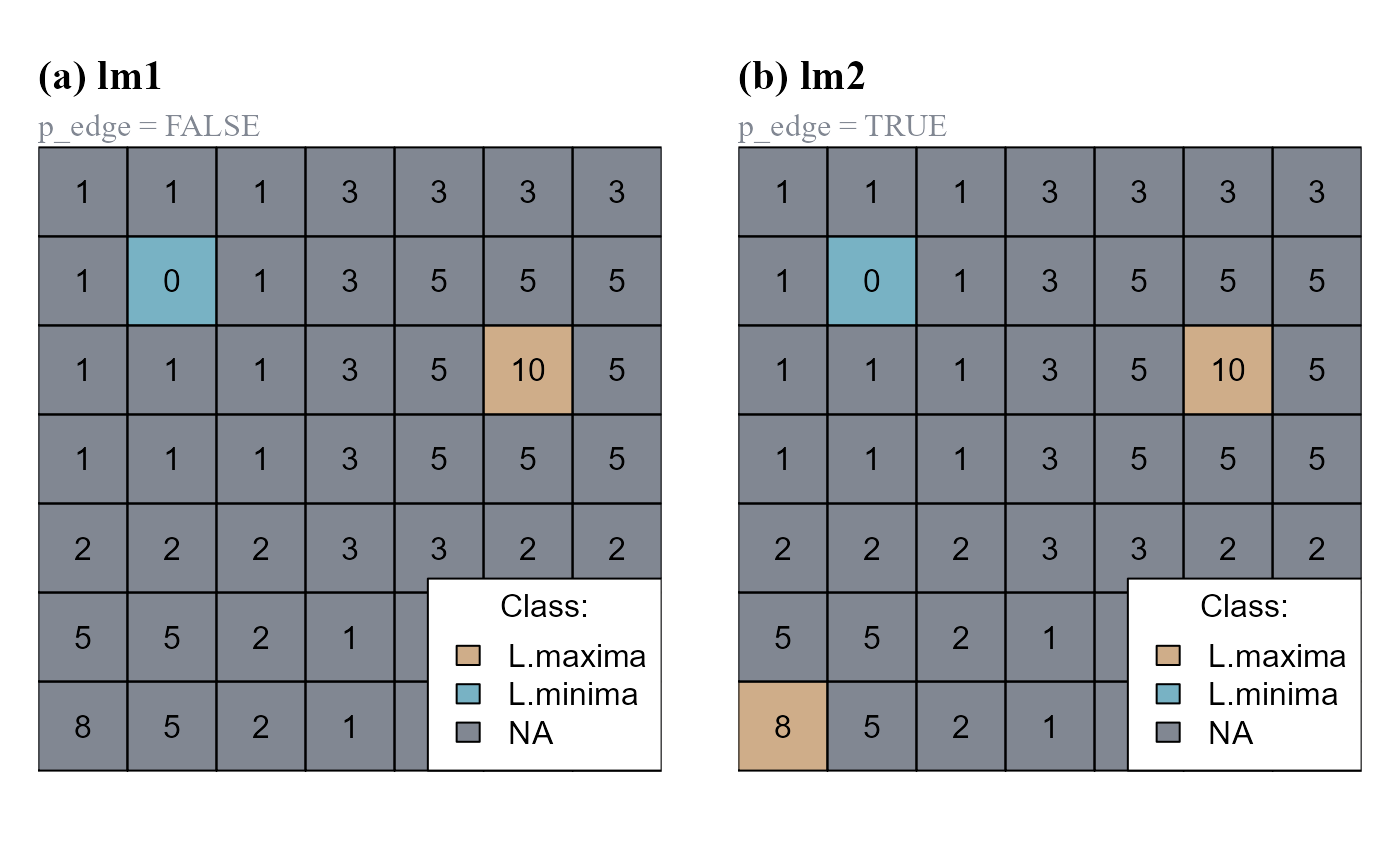 (a) lm1
p_edge = FALSE
1 1 1 3 3 3 3
1 0 1 3 5 5 5
1 1 1 3 5 10 5
1 1 1 3 5 5 5
2 2 2 3 3 2 2
5 5 2 1
8 5 2 1
Class:
L.maxima
L.minima
NA
(b) lm2
p_edge = TRUE
1 1 1 3 3 3 3
1 0 1 3 5 5 5
1 1 1 3 5 10 5
1 1 1 3 5 5 5
2 2 2 3 3 2 2
5 5 2 1
8 5 2 1
Class:
L.maxima
L.minima
NA